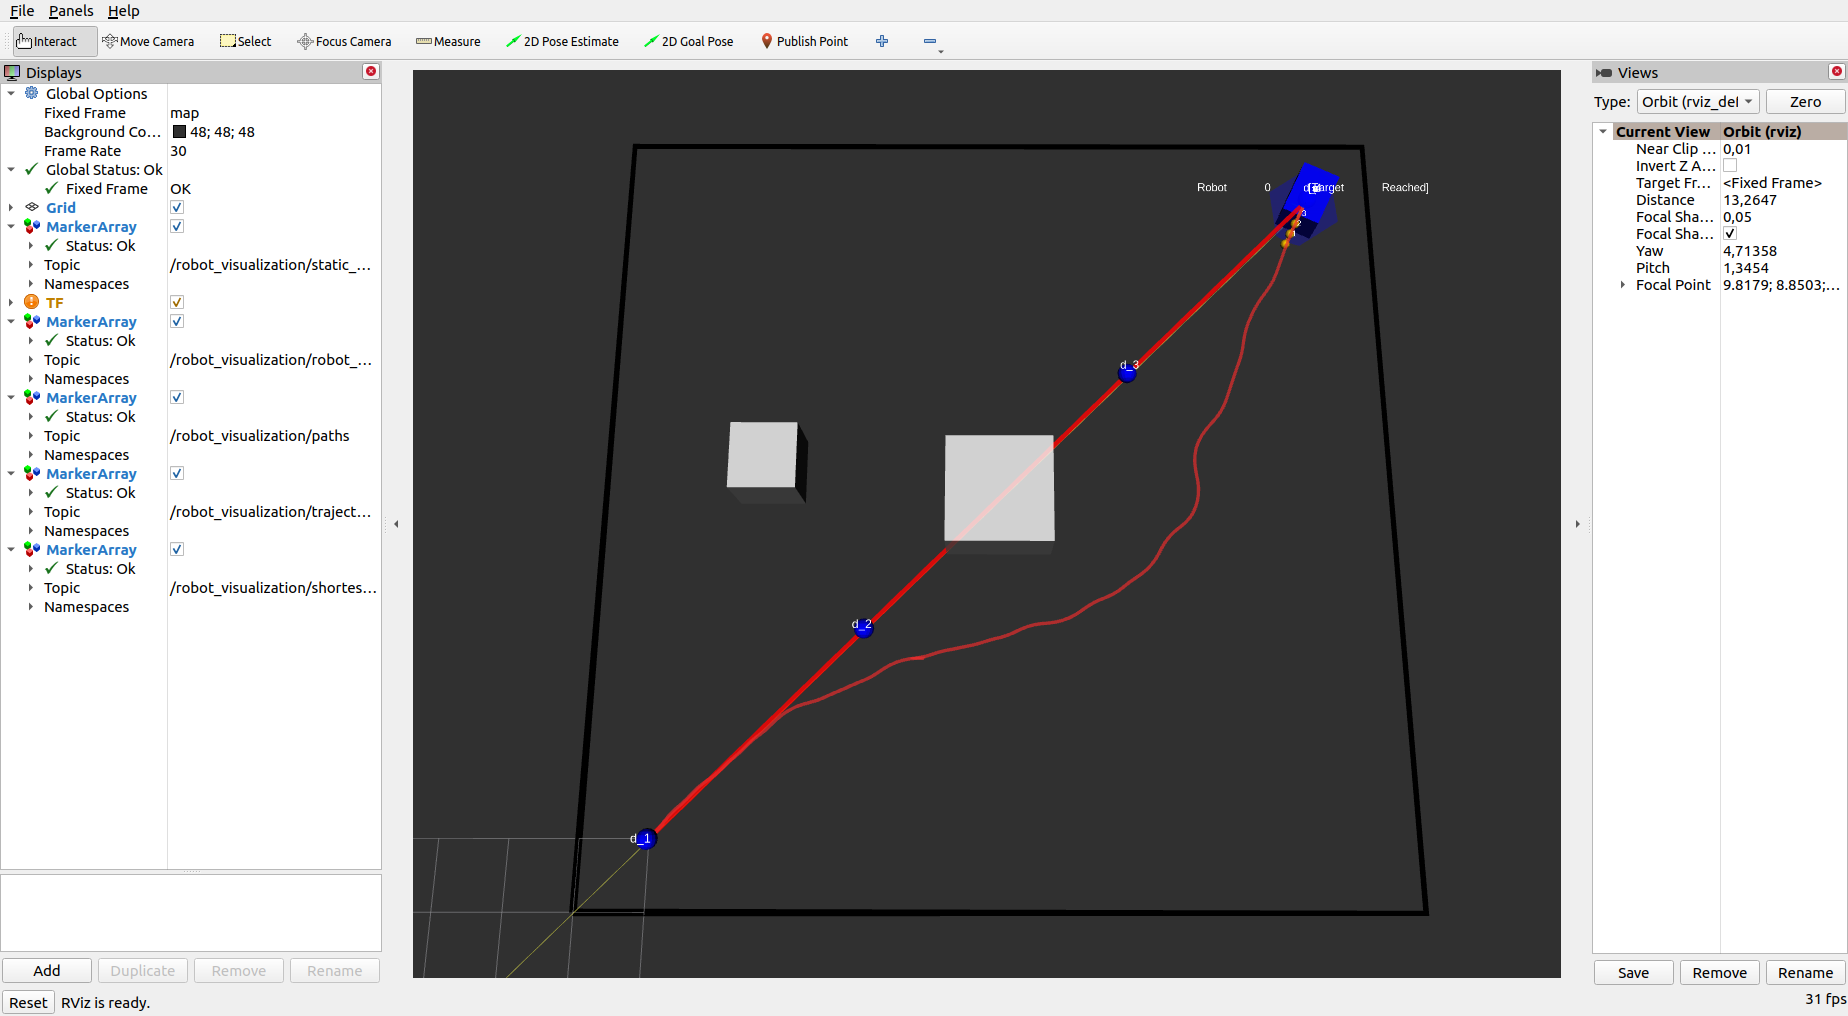 File Panels Help
Interact Move Camera Select Focus Camera Measure 2D Pose Estimate 2D Goal Pose Publish Point
Displays
Global Options
Fixed Frame map
Background Co... 48; 48; 48
Frame Rate 30
Global Status: Ok
Fixed Frame OK
Grid
MarkerArray
Status: Ok
Topic /robot_visualization/static_...
Namespaces
TF
MarkerArray
Status: Ok
Topic /robot_visualization/robot_...
Namespaces
MarkerArray
Status: Ok
Topic /robot_visualization/paths
Namespaces
MarkerArray
Status: Ok
Topic /robot_visualization/traject...
Namespaces
MarkerArray
Status: Ok
Topic /robot_visualization/shortes...
Namespaces
Add Duplicate Remove Rename
Reset RViz is ready.
Robot 0 Reached]
3
2
1
d_3
d_2
d_1
Views
Type: Orbit (rviz_def Zero
Current View Orbit (rviz)
Near Clip ... 0,01
Invert Z A...
Target Fr... <Fixed Frame>
Distance 13,2647
Focal Sha... 0,05
Focal Sha...
Yaw 4,71358
Pitch 1,3454
Focal Point 9.8179; 8.8503;...
Save Remove Rename
31 fps